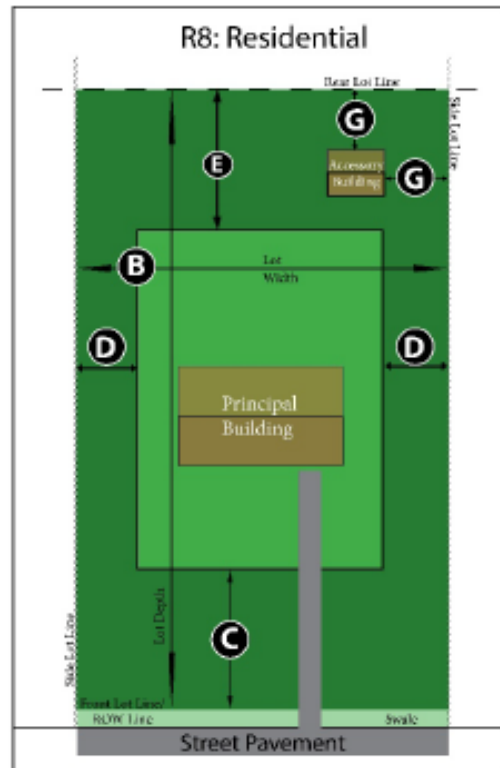 R8: Residential
Rear Lot Line
Side Lot Line
G
E
Accessory
Building
G
B
Lot
Width
D
D
Principal
Building
C
Lot Depth
Side Lot Line
Front Lot Line/
ROW Line
Swale
Street Pavement